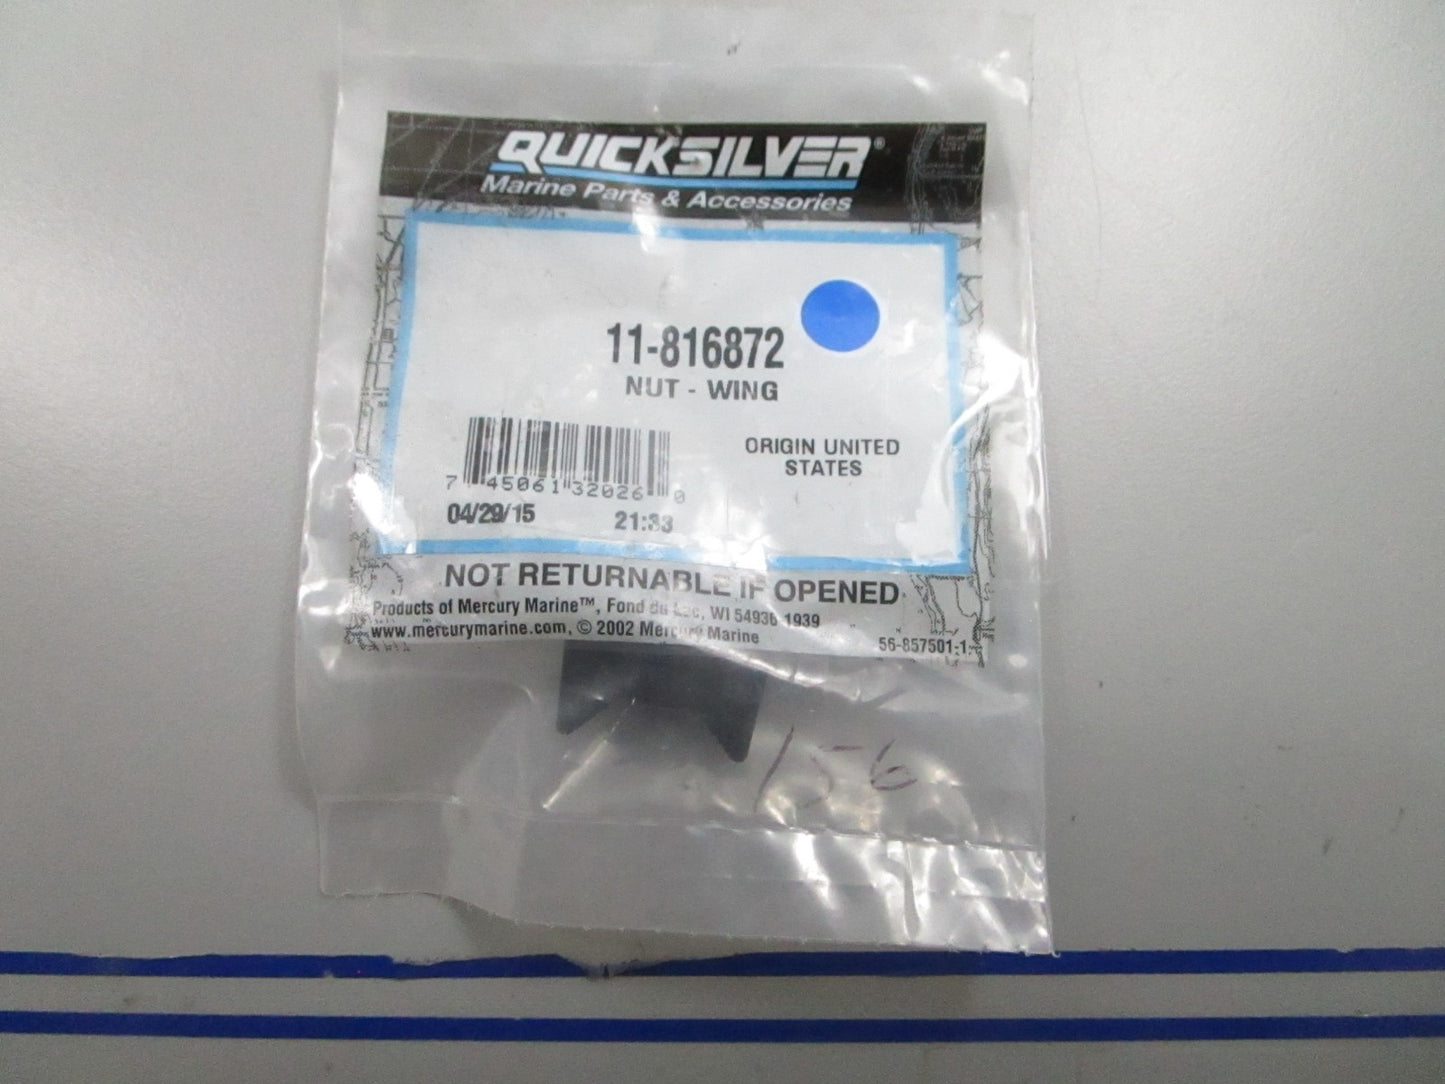 QUICKSILVER®
Marine Parts & Accessories
11-816872
NUT - WING
ORIGIN UNITED
STATES
7 45061 32026 0
04/29/15 21:33
NOT RETURNABLE IF OPENED
Products of Mercury Marine™, Fond du Lac, WI 54936-1939
www.mercurymarine.com, © 2002 Mercury Marine
56-857501-1
156